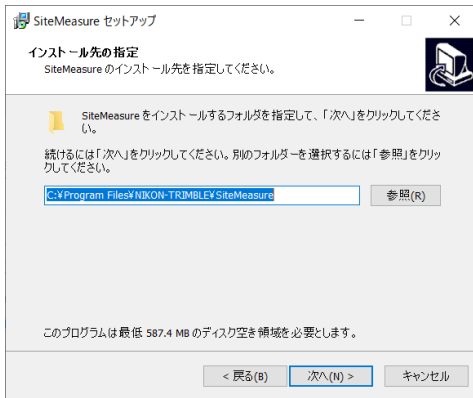 SiteMeasure セットアップ
インストール先の指定
SiteMeasure のインストール先を指定してください。
SiteMeasure をインストールするフォルダを指定して、「次へ」をクリックしてくださ
い。
続けるには「次へ」をクリックしてください。別のフォルダーを選択するには「参照」をクリッ
クしてください。
C:¥Program Files¥NIKON-TRIMBLE¥SiteMeasure
参照(R)
このプログラムは最低 587.4 MB のディスク空き領域を必要とします。
< 戻る(B)
次へ(N) >
キャンセル